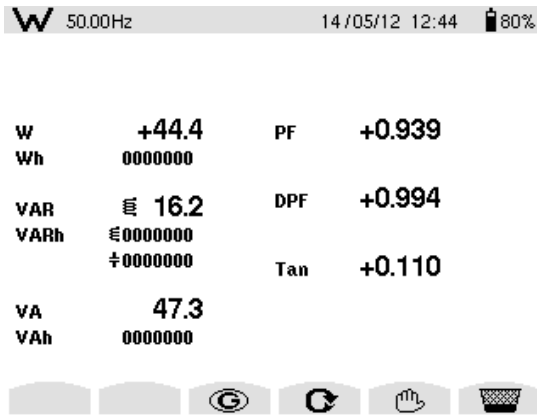 W 50.00Hz 14/05/12 12:44 80%
W +44.4 PF +0.939
Wh 0000000
VAR 16.2 DPF +0.994
VARh 0000000
0000000 Tan +0.110
VA 47.3
VAh 0000000
G